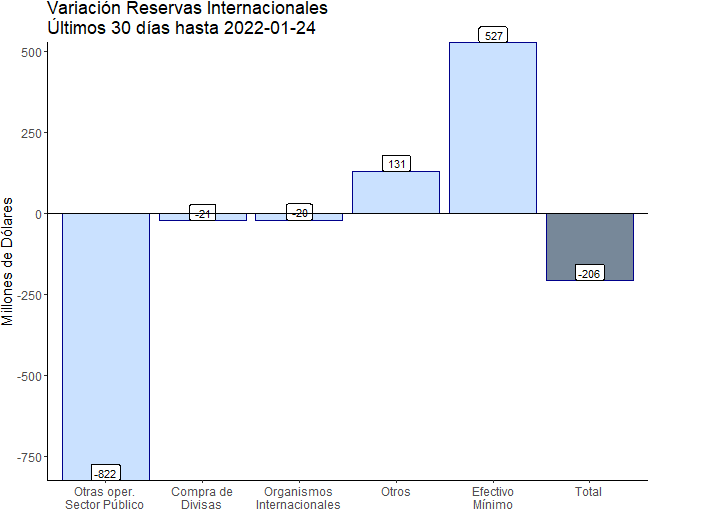 Variación Reservas Internacionales
Últimos 30 días hasta 2022-01-24
Millones de Dólares
500
250
0
-250
-500
-750
-822
-21
-20
131
527
-206
Otras oper.
Sector Público
Compra de
Divisas
Organismos
Internacionales
Otros
Efectivo
Mínimo
Total